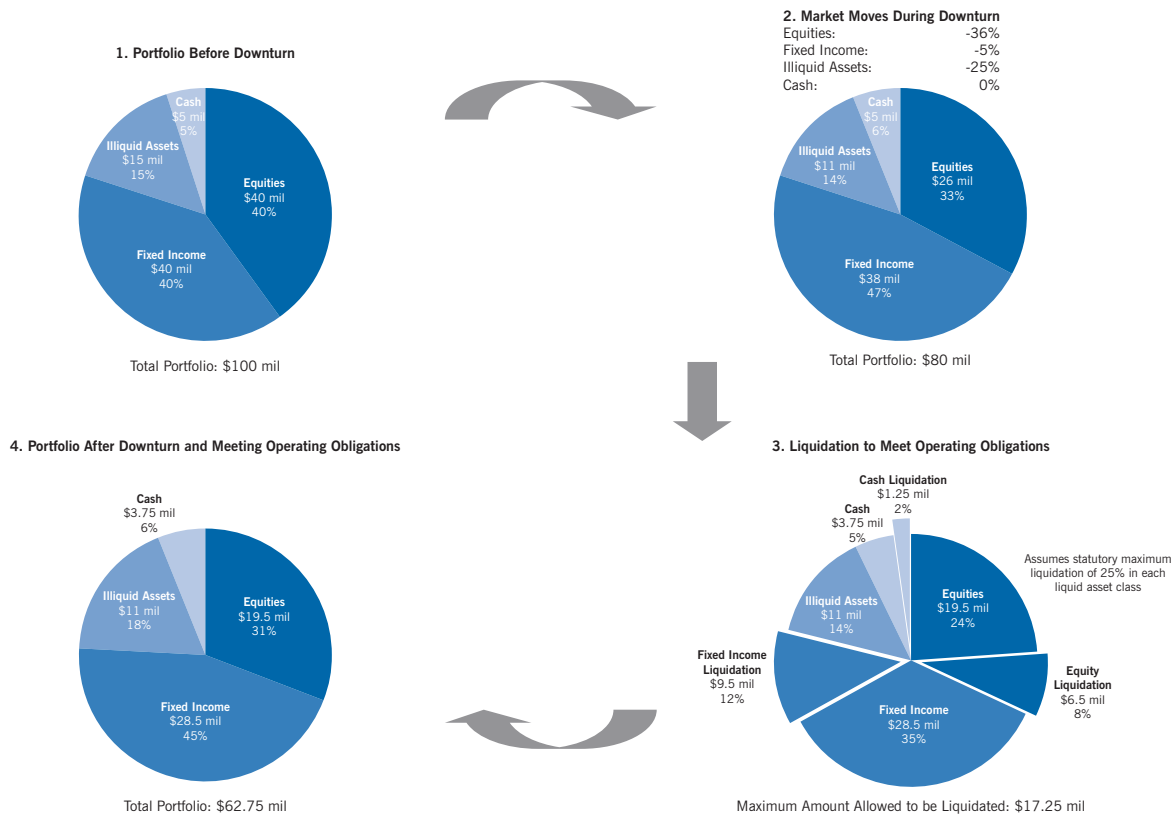 1. Portfolio Before Downturn
Cash
$5 mil
5%
Illiquid Assets
$15 mil
15%
Equities
$40 mil
40%
Fixed Income
$40 mil
40%
Total Portfolio: $100 mil
2. Market Moves During Downturn
Equities: -36%
Fixed Income: -5%
Illiquid Assets: -25%
Cash: 0%
Cash
$5 mil
6%
Illiquid Assets
$11 mil
14%
Equities
$26 mil
33%
Fixed Income
$38 mil
47%
Total Portfolio: $80 mil
3. Liquidation to Meet Operating Obligations
Cash Liquidation
$1.25 mil
2%
Cash
$3.75 mil
5%
Assumes statutory maximum
liquidation of 25% in each
liquid asset class
Illiquid Assets
$11 mil
14%
Equities
$19.5 mil
24%
Fixed Income
Liquidation
$9.5 mil
12%
Equity
Liquidation
$6.5 mil
8%
Fixed Income
$28.5 mil
35%
Maximum Amount Allowed to be Liquidated: $17.25 mil
4. Portfolio After Downturn and Meeting Operating Obligations
Cash
$3.75 mil
6%
Illiquid Assets
$11 mil
18%
Equities
$19.5 mil
31%
Fixed Income
$28.5 mil
45%
Total Portfolio: $62.75 mil